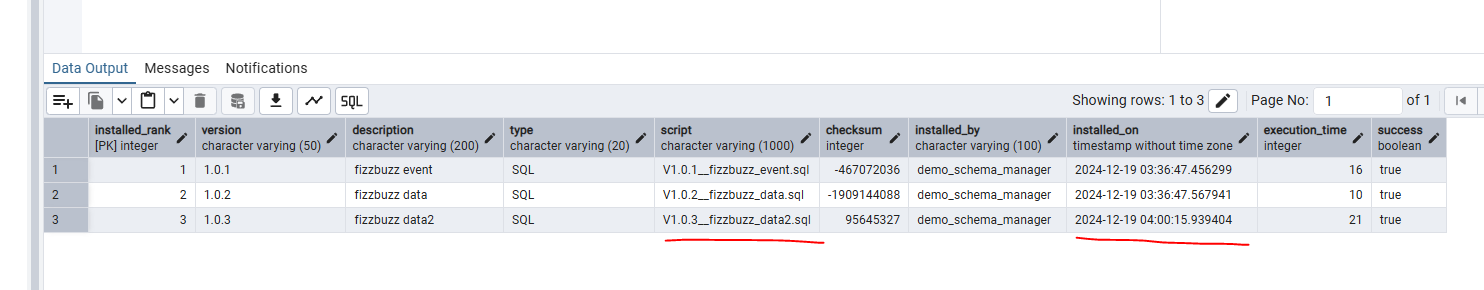 Data Output Messages Notifications
SQL Showing rows: 1 to 3 Page No: 1 of 1
installed_rank version description type script checksum installed_by installed_on execution_time success
[PK] integer character varying (50) character varying (200) character varying (20) character varying (1000) integer character varying (100) timestamp without time zone integer boolean
1 1 1.0.1 fizzbuzz event SQL V1.0.1__fizzbuzz_event.sql -467072036 demo_schema_manager 2024-12-19 03:36:47.456299 16 true
2 2 1.0.2 fizzbuzz data SQL V1.0.2__fizzbuzz_data.sql -1909144088 demo_schema_manager 2024-12-19 03:36:47.567941 10 true
3 3 1.0.3 fizzbuzz data2 SQL V1.0.3__fizzbuzz_data2.sql 95645327 demo_schema_manager 2024-12-19 04:00:15.939404 21 true